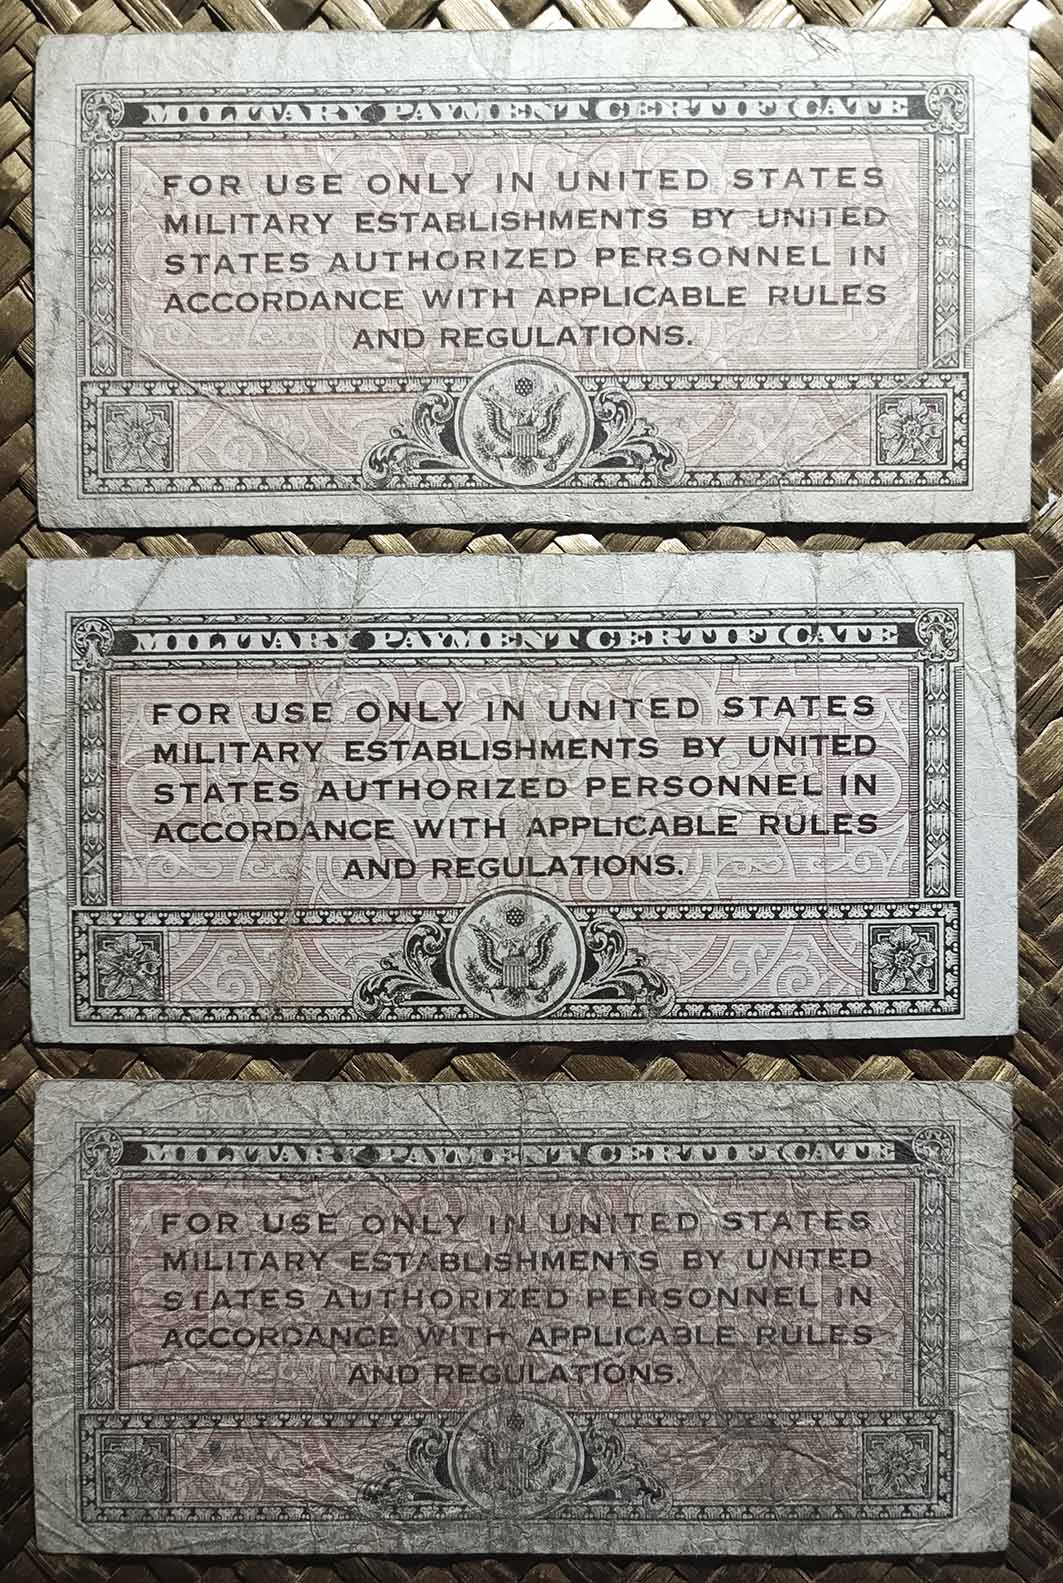 MILITARY PAYMENT CERTIFICATE
FOR USE ONLY IN UNITED STATES
MILITARY ESTABLISHMENTS BY UNITED
STATES AUTHORIZED PERSONNEL IN
ACCORDANCE WITH APPLICABLE RULES
AND REGULATIONS.
MILITARY PAYMENT CERTIFICATE
FOR USE ONLY IN UNITED STATES
MILITARY ESTABLISHMENTS BY UNITED
STATES AUTHORIZED PERSONNEL IN
ACCORDANCE WITH APPLICABLE RULES
AND REGULATIONS.
MILITARY PAYMENT CERTIFICATE
FOR USE ONLY IN UNITED STATES
MILITARY ESTABLISHMENTS BY UNITED
STATES AUTHORIZED PERSONNEL IN
ACCORDANCE WITH APPLICABLE RULES
AND REGULATIONS.